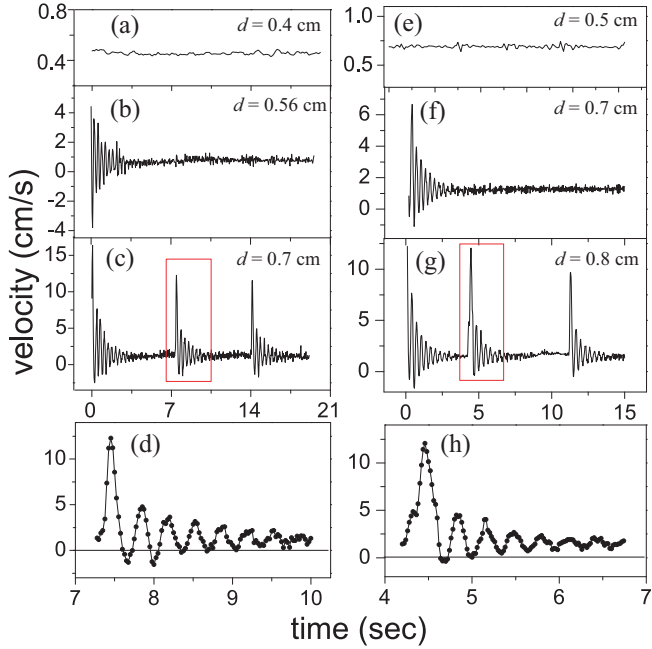 (a) d = 0.4 cm
0.8
0.4
(b) d = 0.56 cm
4
2
0
-2
-4
(c) d = 0.7 cm
15
10
5
0
0 7 14 21
(d)
10
5
0
7 8 9 10
(e) d = 0.5 cm
1.0
0.5
(f) d = 0.7 cm
6
4
2
0
(g) d = 0.8 cm
10
5
0
0 5 10 15
(h)
10
5
0
4 5 6 7
velocity (cm/s)
time (sec)